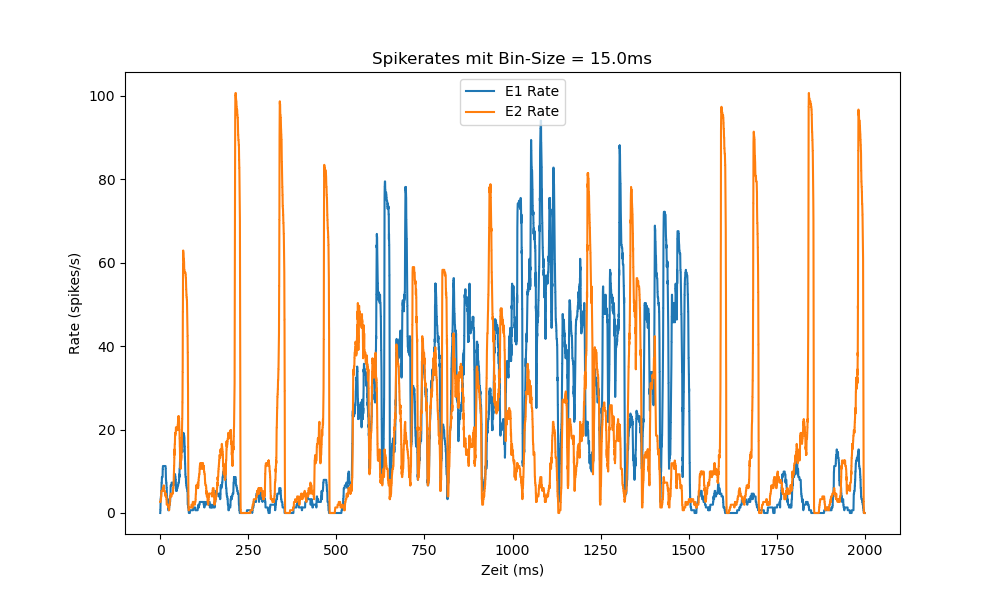 Spikerates mit Bin-Size = 15.0ms
E1 Rate
E2 Rate
Rate (spikes/s)
100
80
60
40
20
0
0 250 500 750 1000 1250 1500 1750 2000
Zeit (ms)